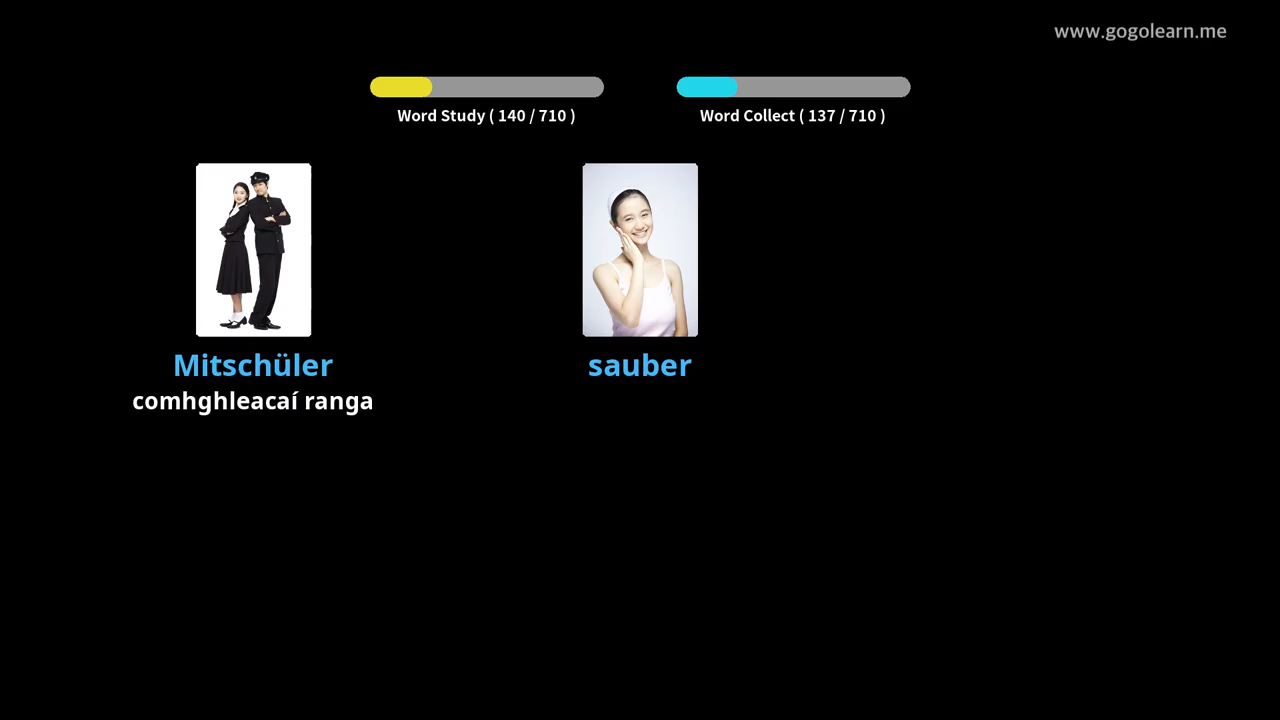 www.gogolearn.me
Word Study ( 140 / 710 )
Word Collect ( 137 / 710 )
Mitschüler
comhghleacaí ranga
sauber